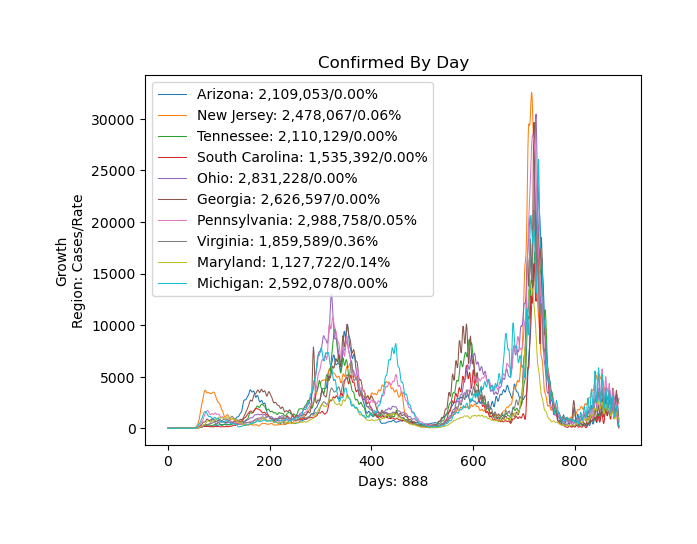 Confirmed By Day
Arizona: 2,109,053/0.00%
New Jersey: 2,478,067/0.06%
Tennessee: 2,110,129/0.00%
South Carolina: 1,535,392/0.00%
Ohio: 2,831,228/0.00%
Georgia: 2,626,597/0.00%
Pennsylvania: 2,988,758/0.05%
Virginia: 1,859,589/0.36%
Maryland: 1,127,722/0.14%
Michigan: 2,592,078/0.00%
Growth
Region: Cases/Rate
30000
25000
20000
15000
10000
5000
0
0 200 400 600 800
Days: 888